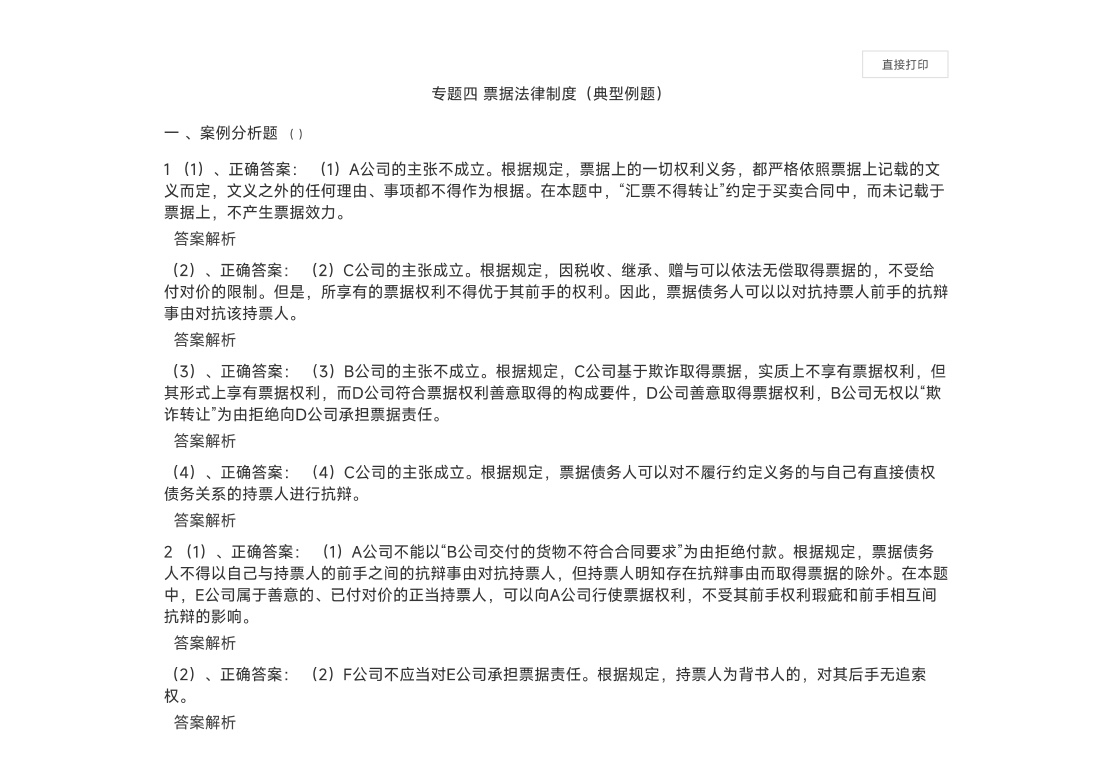 直接打印
专题四 票据法律制度（典型例题）
一 、案例分析题 （ ）
1 （1）、正确答案： （1）A公司的主张不成立。根据规定，票据上的一切权利义务，都严格依照票据上记载的文
义而定，文义之外的任何理由、事项都不得作为根据。在本题中，“汇票不得转让”约定于买卖合同中，而未记载于
票据上，不产生票据效力。
答案解析
（2）、正确答案： （2）C公司的主张成立。根据规定，因税收、继承、赠与可以依法无偿取得票据的，不受给
付对价的限制。但是，所享有的票据权利不得优于其前手的权利。因此，票据债务人可以以对抗持票人前手的抗辩
事由对抗该持票人。
答案解析
（3）、正确答案： （3）B公司的主张不成立。根据规定，C公司基于欺诈取得票据，实质上不享有票据权利，但
其形式上享有票据权利，而D公司符合票据权利善意取得的构成要件，D公司善意取得票据权利，B公司无权以“欺
诈转让”为由拒绝向D公司承担票据责任。
答案解析
（4）、正确答案： （4）C公司的主张成立。根据规定，票据债务人可以对不履行约定义务的与自己有直接债权
债务关系的持票人进行抗辩。
答案解析
2 （1）、正确答案： （1）A公司不能以“B公司交付的货物不符合合同要求”为由拒绝付款。根据规定，票据债务
人不得以自己与持票人的前手之间的抗辩事由对抗持票人，但持票人明知存在抗辩事由而取得票据的除外。在本题
中，E公司属于善意的、已付对价的正当持票人，可以向A公司行使票据权利，不受其前手权利瑕疵和前手相互间
抗辩的影响。
答案解析
（2）、正确答案： （2）F公司不应当对E公司承担票据责任。根据规定，持票人为背书人的，对其后手无追索
权。
答案解析